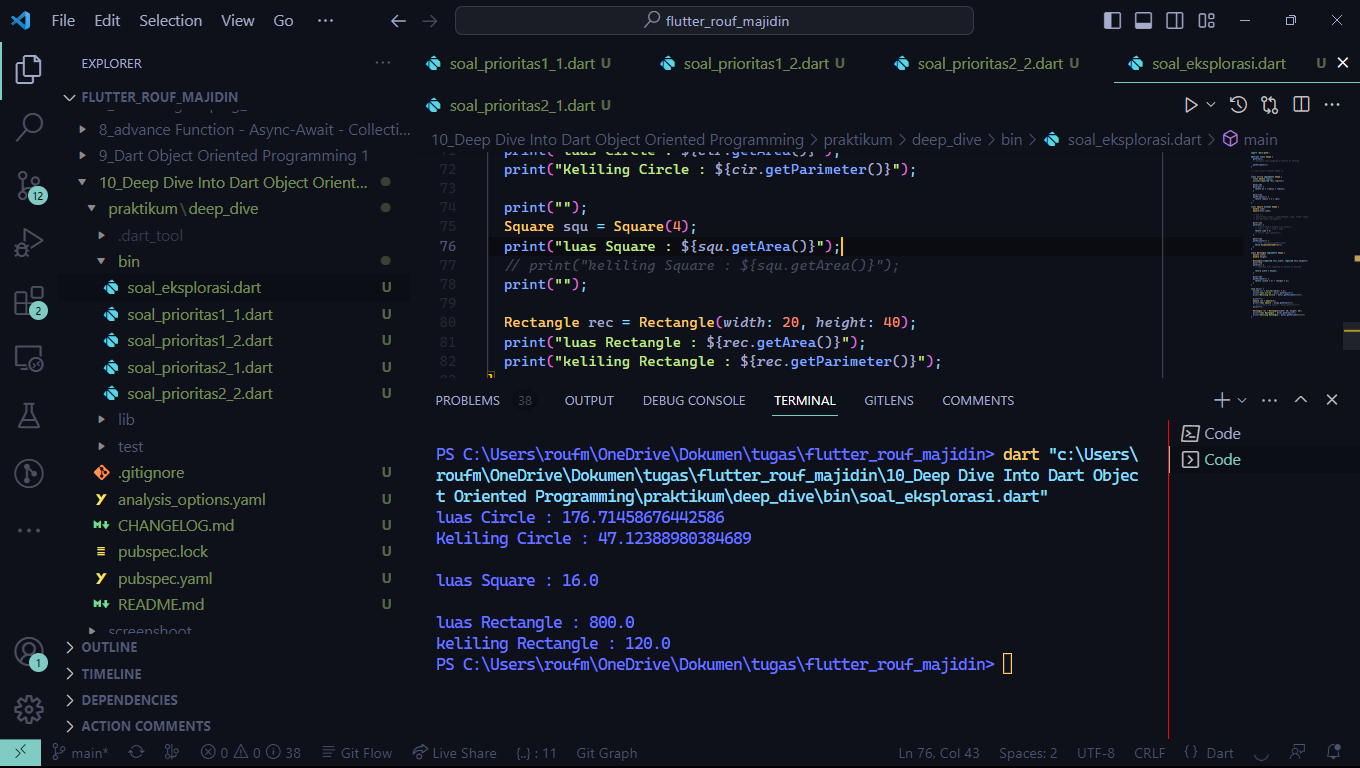 File Edit Selection View Go ···
flutter_rouf_majidin
EXPLORER ···
FLUTTER_ROUF_MAJIDIN
8_advance Function - Async-Await - Collecti...
9_Dart Object Oriented Programming 1
10_Deep Dive Into Dart Object Orient...
praktikum\deep_dive
.dart_tool
bin
soal_eksplorasi.dart U
soal_prioritas1_1.dart U
soal_prioritas1_2.dart U
soal_prioritas2_1.dart U
soal_prioritas2_2.dart U
lib
test
.gitignore U
analysis_options.yaml U
CHANGELOG.md U
pubspec.lock U
pubspec.yaml U
README.md U
screenshoot
OUTLINE
TIMELINE
DEPENDENCIES
ACTION COMMENTS
12
2
1
soal_prioritas1_1.dart U soal_prioritas1_2.dart U soal_prioritas2_2.dart U soal_eksplorasi.dart U
soal_prioritas2_1.dart U
10_Deep Dive Into Dart Object Oriented Programming > praktikum > deep_dive > bin > soal_eksplorasi.dart > main
71 print("luas Circle : ${cir.getArea()}");
72 print("Keliling Circle : ${cir.getParimeter()}");
73
74 print("");
75 Square squ = Square(4);
76 print("luas Square : ${squ.getArea()}");
77 // print("keliling Square : ${squ.getArea()}");
78 print("");
79
80 Rectangle rec = Rectangle(width: 20, height: 40);
81 print("luas Rectangle : ${rec.getArea()}");
82 print("keliling Rectangle : ${rec.getParimeter()}");
83 }
PROBLEMS 38 OUTPUT DEBUG CONSOLE TERMINAL GITLENS COMMENTS
PS C:\Users\roufm\OneDrive\Dokumen\tugas\flutter_rouf_majidin> dart "c:\Users\
roufm\OneDrive\Dokumen\tugas\flutter_rouf_majidin\10_Deep Dive Into Dart Objec
t Oriented Programming\praktikum\deep_dive\bin\soal_eksplorasi.dart"
luas Circle : 176.71458676442586
Keliling Circle : 47.12388980384689
luas Square : 16.0
luas Rectangle : 800.0
keliling Rectangle : 120.0
PS C:\Users\roufm\OneDrive\Dokumen\tugas\flutter_rouf_majidin>
Code
Code
main* 0 0 38 Git Flow Live Share {..} : 11 Git Graph Ln 76, Col 43 Spaces: 2 UTF-8 CRLF {} Dart